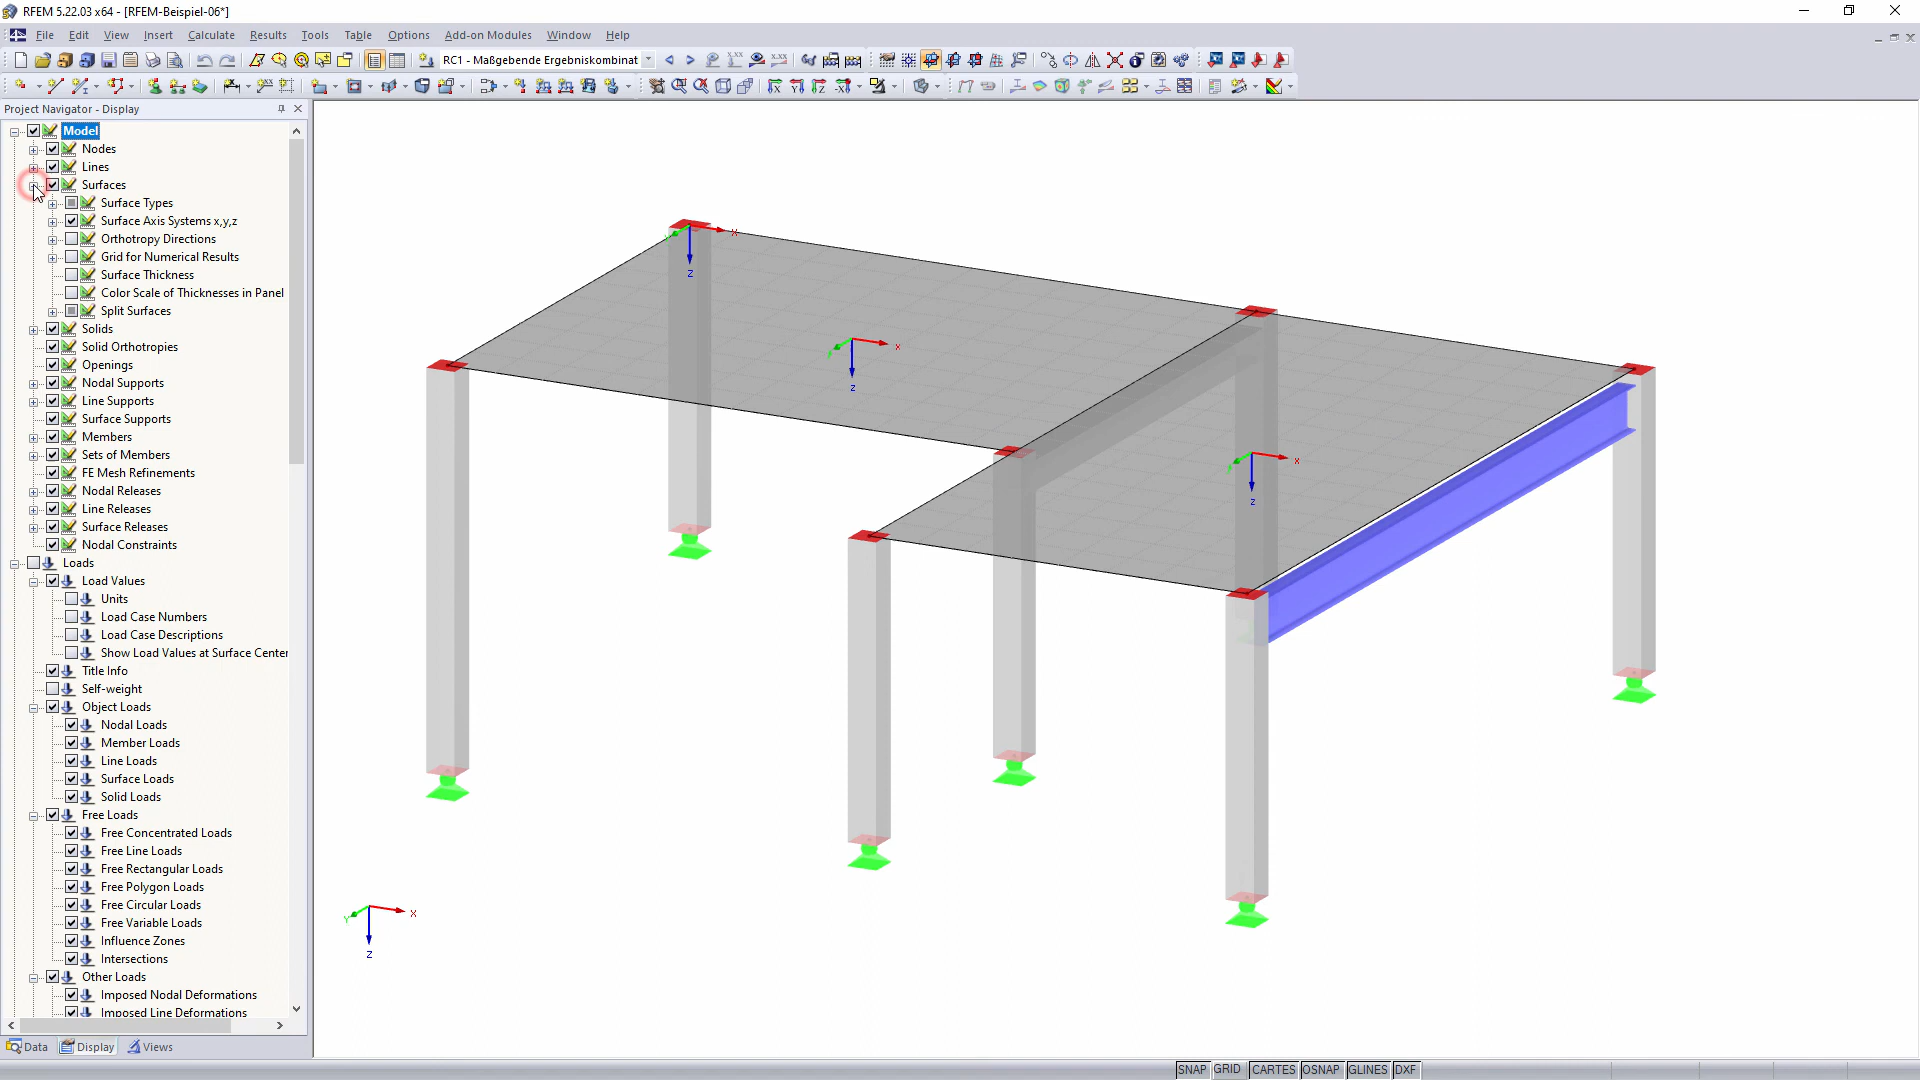 RFEM 5.22.03 x64 - [RFEM-Beispiel-06*]
File Edit View Insert Calculate Results Tools Table Options Add-on Modules Window Help
RC1 - Maßgebende Ergebniskombinat
Project Navigator - Display
Model
Nodes
Lines
Surfaces
Surface Types
Surface Axis Systems x,y,z
Orthotropy Directions
Grid for Numerical Results
Surface Thickness
Color Scale of Thicknesses in Panel
Split Surfaces
Solids
Solid Orthotropies
Openings
Nodal Supports
Line Supports
Surface Supports
Members
Sets of Members
FE Mesh Refinements
Nodal Releases
Line Releases
Surface Releases
Nodal Constraints
Loads
Load Values
Units
Load Case Numbers
Load Case Descriptions
Show Load Values at Surface Center
Title Info
Self-weight
Object Loads
Nodal Loads
Member Loads
Line Loads
Surface Loads
Solid Loads
Free Loads
Free Concentrated Loads
Free Line Loads
Free Rectangular Loads
Free Polygon Loads
Free Circular Loads
Free Variable Loads
Influence Zones
Intersections
Other Loads
Imposed Nodal Deformations
Imposed Line Deformations
Data Display Views
x
z
x
y
z
x
y
z
X
Y
Z
SNAP GRID CARTES OSNAP GLINES DXF